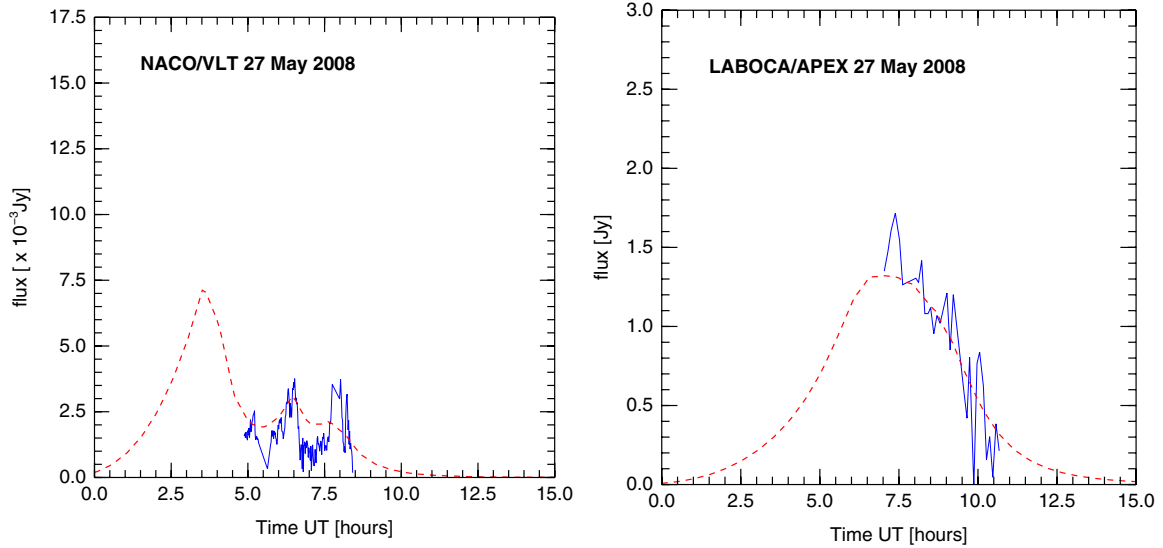 17.5
15.0
12.5
10.0
7.5
5.0
2.5
0.0
flux [ x 10⁻³Jy]
NACO/VLT 27 May 2008
0.0 2.5 5.0 7.5 10.0 12.5 15.0
Time UT [hours]
3.0
2.5
2.0
1.5
1.0
0.5
0.0
flux [Jy]
LABOCA/APEX 27 May 2008
0.0 2.5 5.0 7.5 10.0 12.5 15.0
Time UT [hours]